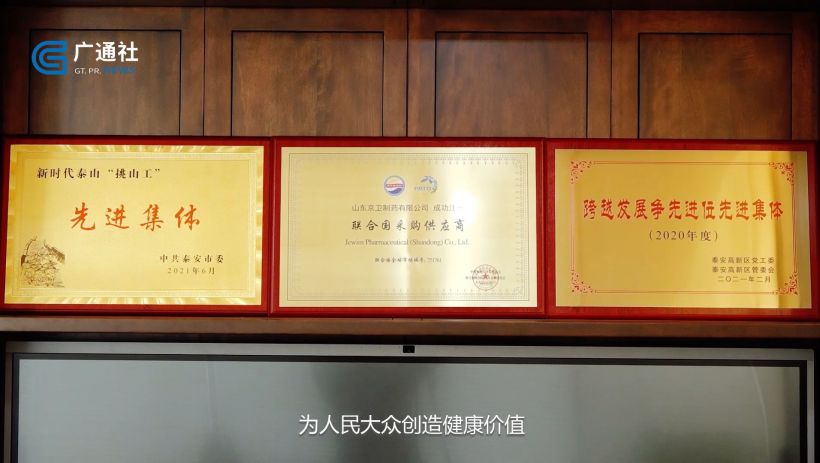 广通社
GT. PR. NEWS
新时代泰山“挑山工”
先进集体
中共泰安市委
2021年6月
山东京卫制药有限公司 成功注
联合国采购供应商
Jewim Pharmaceutical (Shandong) Co., Ltd.
跨越发展争先进位先进集体
(2020年度)
泰安高新区党工委
泰安高新区管委会
二〇二一年二月
为人民大众创造健康价值